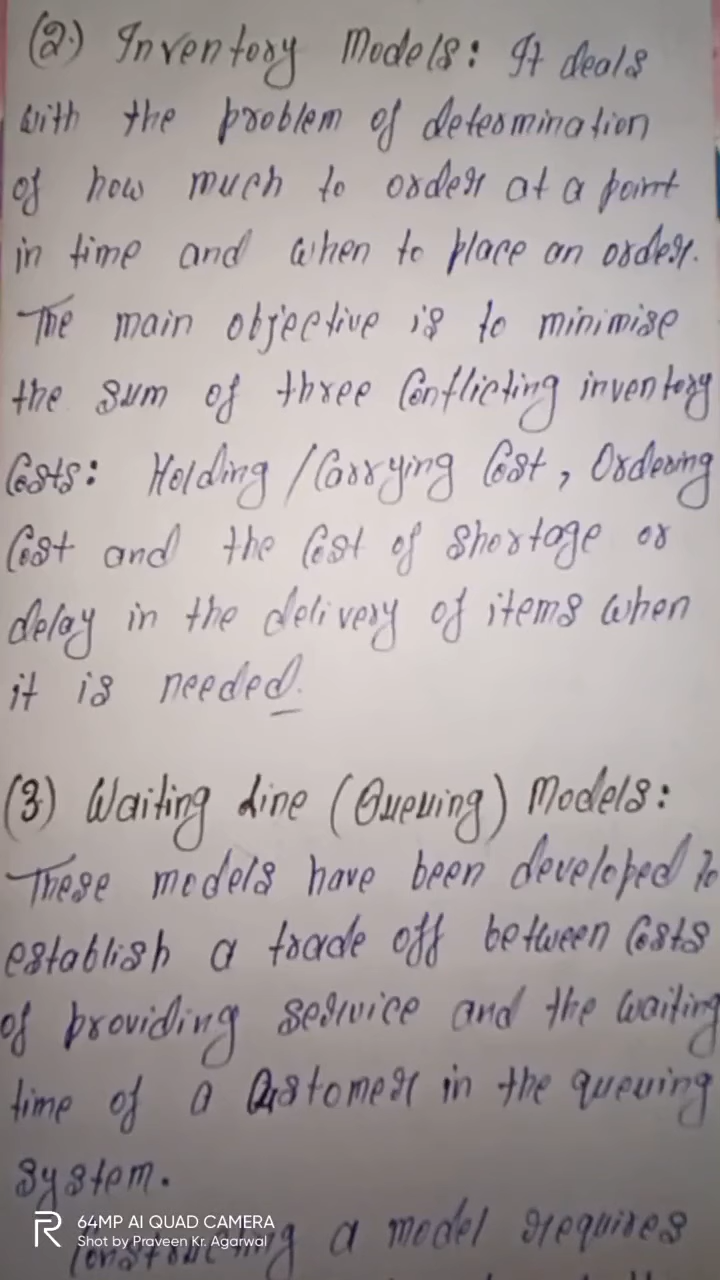 (2.) Inventory Models: It deals
with the problem of determination
of how much to order at a point
in time and when to place an order.
The main objective is to minimise
the sum of three Conflicting inventory
Costs: Holding / Carrying Cost, Ordering
Cost and the Cost of shortage or
delay in the delivery of items when
it is needed.
(3) Waiting Line (Queuing) Models:
These models have been developed to
establish a trade off between Costs
of providing service and the waiting
time of a Customer in the queuing
system.
Constructing a model requires
64MP AI QUAD CAMERA
Shot by Praveen Kr. Agarwal